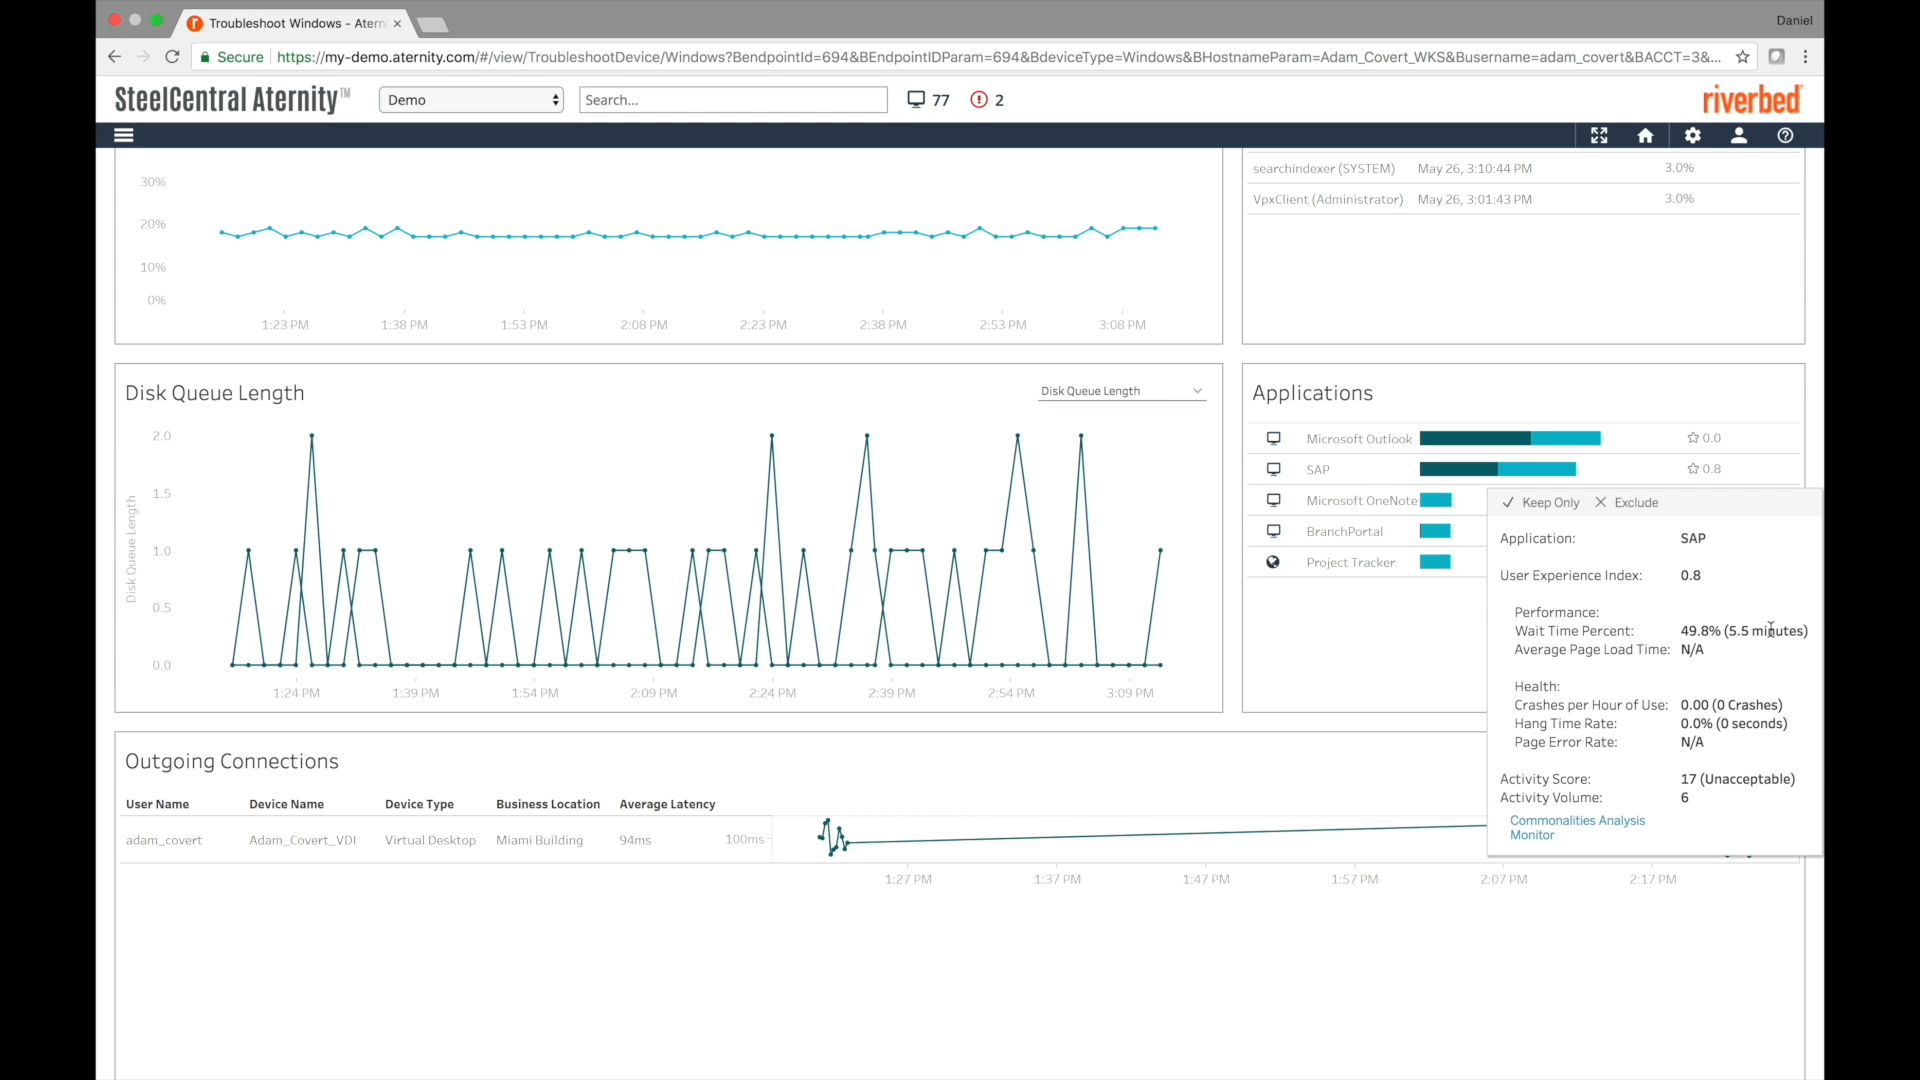 Troubleshoot Windows - Atern
Daniel
Secure
https://my-demo.aternity.com/#/view/TroubleshootDevice/Windows?BendpointId=694&BEndpointIDParam=694&BdeviceType=Windows&BHostnameParam=Adam_Covert_WKS&Busername=adam_covert&BACCT=3&...
SteelCentral Aternity™
Demo
Search...
77
2
riverbed
30%
20%
10%
0%
1:23 PM
1:38 PM
1:53 PM
2:08 PM
2:23 PM
2:38 PM
2:53 PM
3:08 PM
searchindexer (SYSTEM) May 26, 3:10:44 PM 3.0%
VpxClient (Administrator) May 26, 3:01:43 PM 3.0%
Disk Queue Length
Disk Queue Length
Disk Queue Length
2.0
1.5
1.0
0.5
0.0
1:24 PM
1:39 PM
1:54 PM
2:09 PM
2:24 PM
2:39 PM
2:54 PM
3:09 PM
Applications
Microsoft Outlook 0.0
SAP 0.8
Microsoft OneNote
BranchPortal
Project Tracker
Keep Only Exclude
Application: SAP
User Experience Index: 0.8
Performance:
Wait Time Percent: 49.8% (5.5 minutes)
Average Page Load Time: N/A
Health:
Crashes per Hour of Use: 0.00 (0 Crashes)
Hang Time Rate: 0.0% (0 seconds)
Page Error Rate: N/A
Activity Score: 17 (Unacceptable)
Activity Volume: 6
Commonalities Analysis
Monitor
Outgoing Connections
User Name Device Name Device Type Business Location Average Latency
adam_covert Adam_Covert_VDI Virtual Desktop Miami Building 94ms 100ms
1:27 PM
1:37 PM
1:47 PM
1:57 PM
2:07 PM
2:17 PM